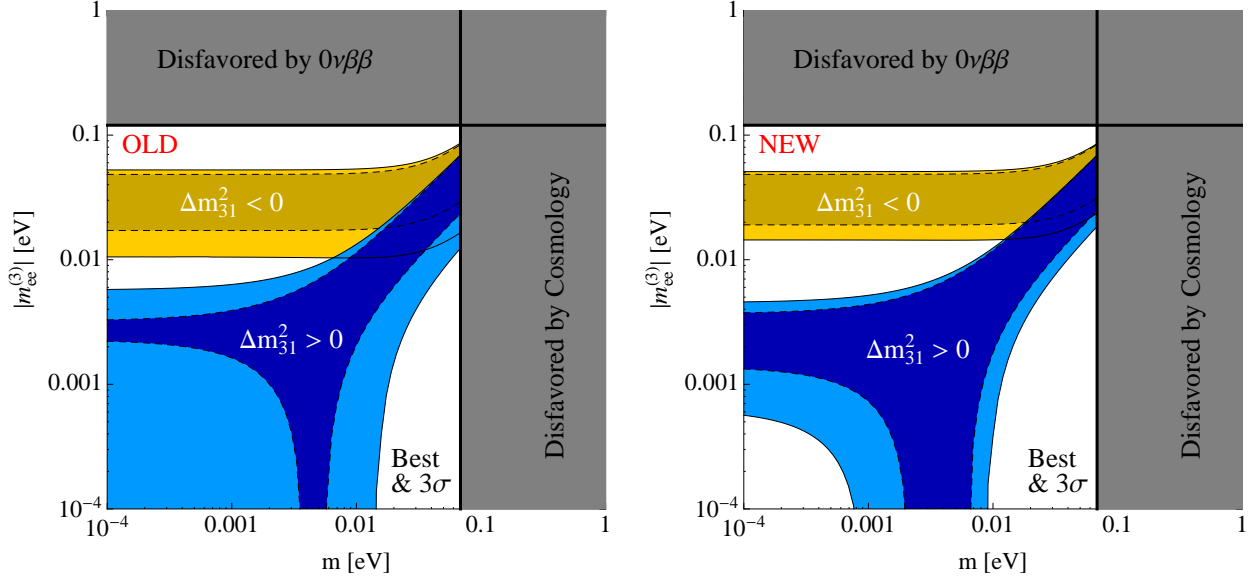 1
0.1
0.01
0.001
10⁻⁴
|m_ee^(3)| [eV]
Disfavored by 0νββ
OLD
Δm²₃₁ < 0
Δm²₃₁ > 0
Disfavored by Cosmology
Best
& 3σ
10⁻⁴
0.001
0.01
0.1
1
m [eV]
1
0.1
0.01
0.001
10⁻⁴
|m_ee^(3)| [eV]
Disfavored by 0νββ
NEW
Δm²₃₁ < 0
Δm²₃₁ > 0
Disfavored by Cosmology
Best
& 3σ
10⁻⁴
0.001
0.01
0.1
1
m [eV]